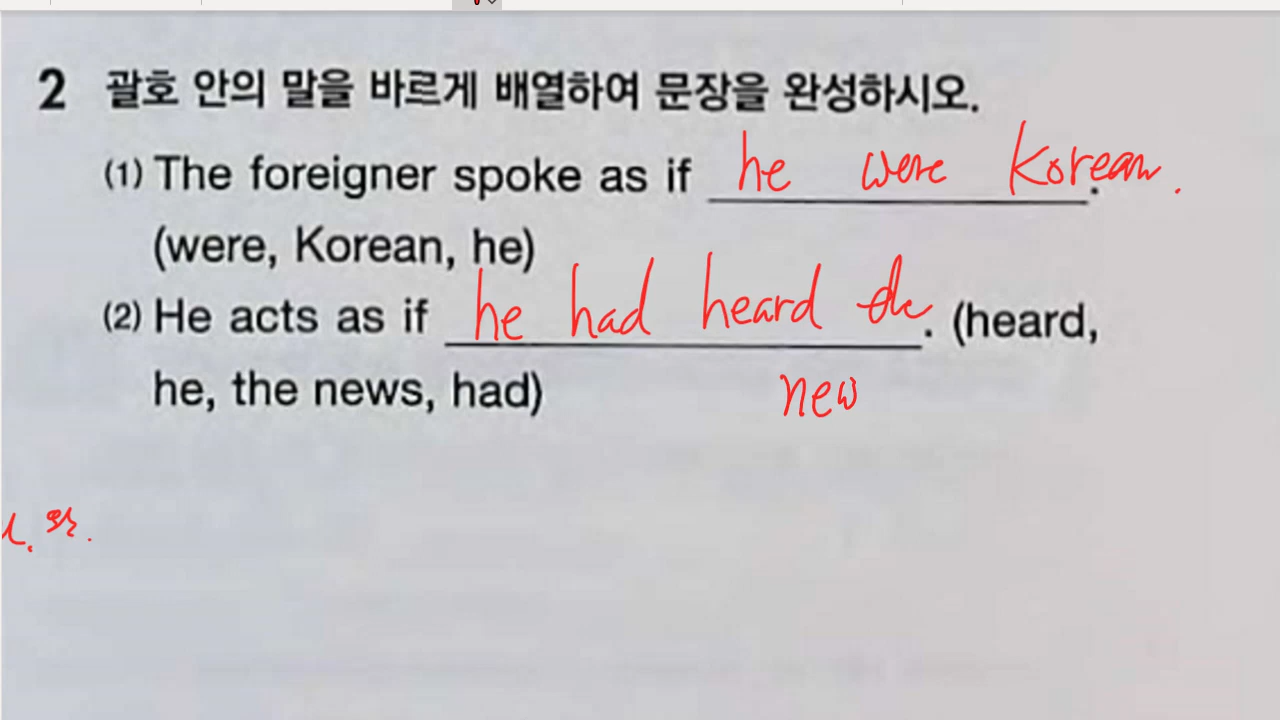 2 괄호 안의 말을 바르게 배열하여 문장을 완성하시오.
(1) The foreigner spoke as if he were Korean.
(were, Korean, he)
(2) He acts as if he had heard the. (heard,
he, the news, had) new